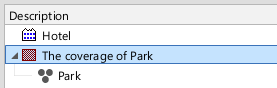 Description
Hotel
The coverage of Park
Park